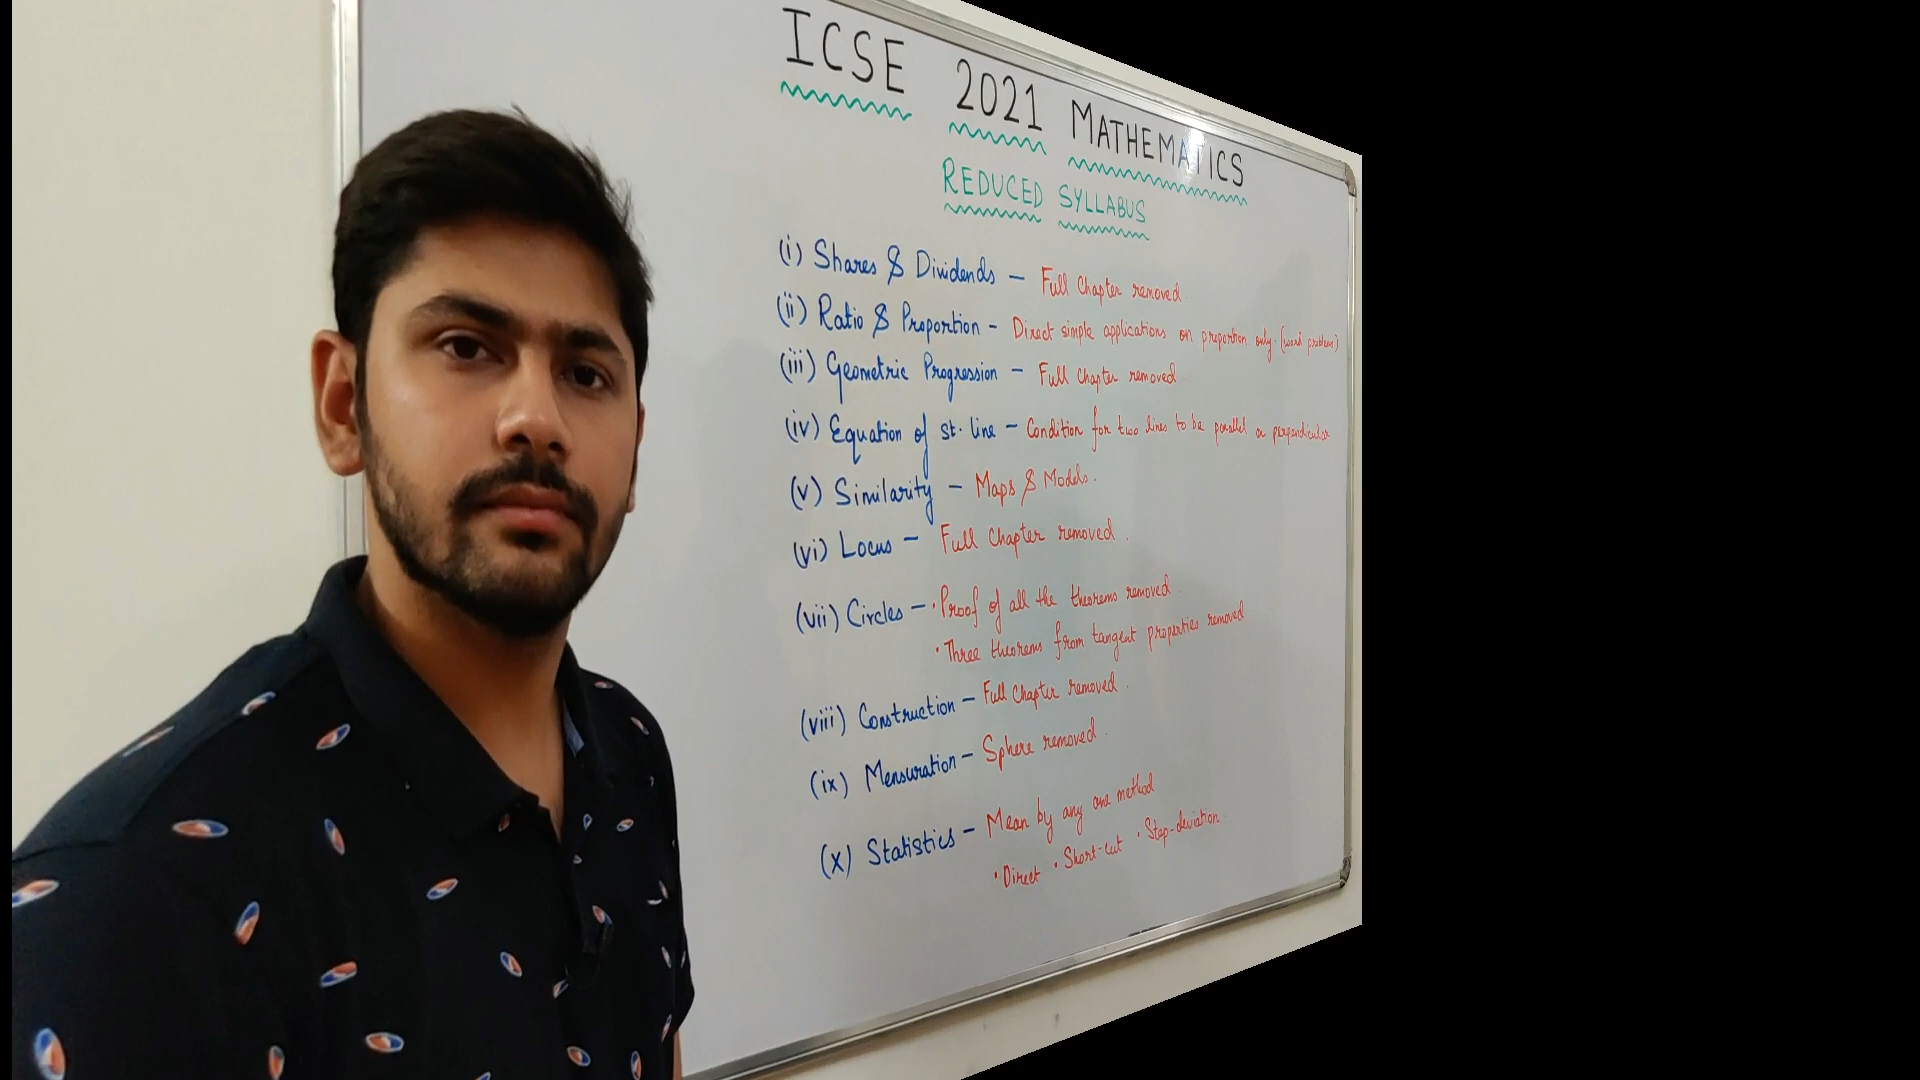 ICSE 2021 MATHEMATICS
REDUCED SYLLABUS
(i) Shares & Dividends - Full Chapter removed.
(ii) Ratio & Proportion - Direct simple applications on proportion only. (word problems)
(iii) Geometric Progression - Full Chapter removed
(iv) Equation of st. line - Condition for two lines to be parallel or perpendicular
(v) Similarity - Maps & Models.
(vi) Locus - Full Chapter removed.
(vii) Circles - • Proof of all the theorems removed
• Three theorems from tangent properties removed
(viii) Construction - Full Chapter removed.
(ix) Mensuration - Sphere removed.
(x) Statistics - Mean by any one method
• Direct • Short-cut • Step-deviation